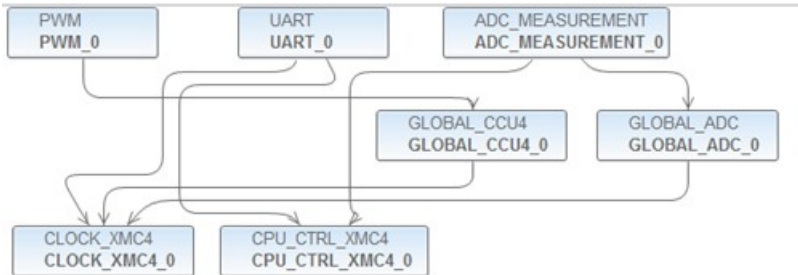 PWM
PWM_0
UART
UART_0
ADC_MEASUREMENT
ADC_MEASUREMENT_0
GLOBAL_CCU4
GLOBAL_CCU4_0
GLOBAL_ADC
GLOBAL_ADC_0
CLOCK_XMC4
CLOCK_XMC4_0
CPU_CTRL_XMC4
CPU_CTRL_XMC4_0